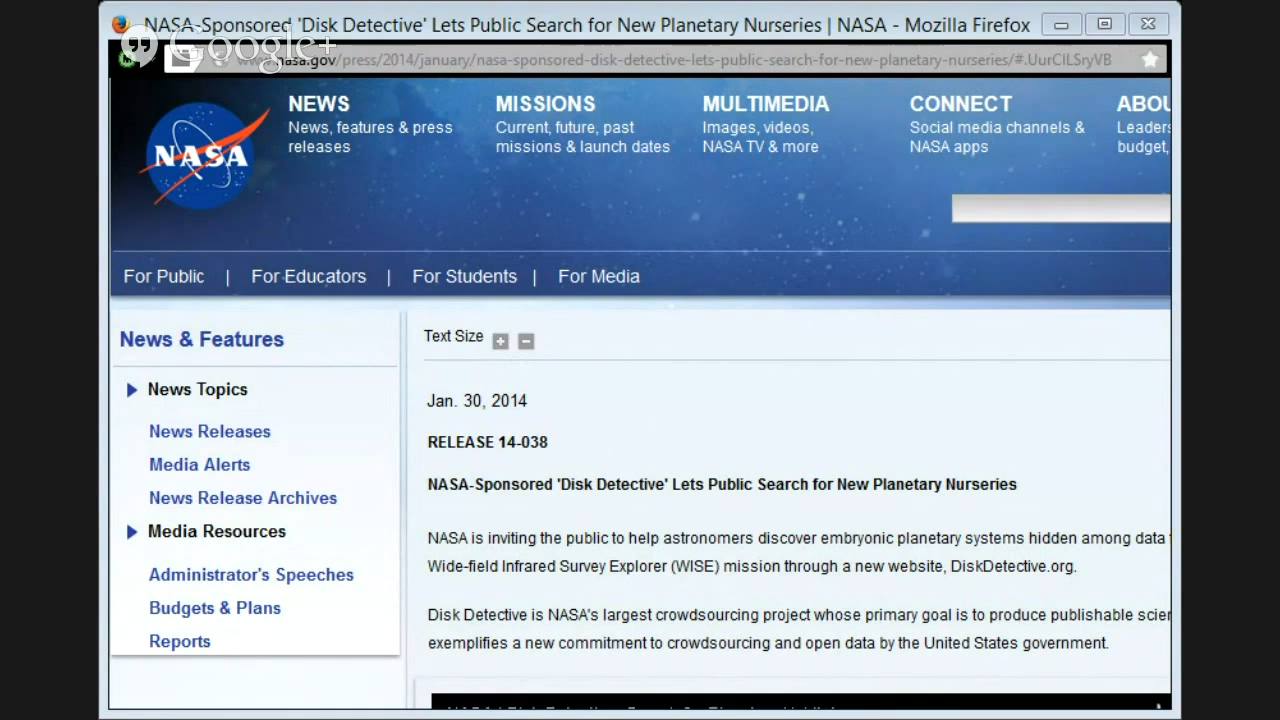 NASA-Sponsored 'Disk Detective' Lets Public Search for New Planetary Nurseries | NASA - Mozilla Firefox
Google+
nasa.gov/press/2014/january/nasa-sponsored-disk-detective-lets-public-search-for-new-planetary-nurseries/#.UurCILSryVB
NASA
NEWS
News, features & press
releases
MISSIONS
Current, future, past
missions & launch dates
MULTIMEDIA
Images, videos,
NASA TV & more
CONNECT
Social media channels &
NASA apps
ABOU
Leaders
budget,
For Public | For Educators | For Students | For Media
News & Features
News Topics
News Releases
Media Alerts
News Release Archives
Media Resources
Administrator's Speeches
Budgets & Plans
Reports
Text Size
Jan. 30, 2014
RELEASE 14-038
NASA-Sponsored 'Disk Detective' Lets Public Search for New Planetary Nurseries
NASA is inviting the public to help astronomers discover embryonic planetary systems hidden among data
Wide-field Infrared Survey Explorer (WISE) mission through a new website, DiskDetective.org.
Disk Detective is NASA's largest crowdsourcing project whose primary goal is to produce publishable scien
exemplifies a new commitment to crowdsourcing and open data by the United States government.